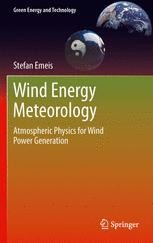 Green Energy and Technology
Stefan Emeis
Wind Energy
Meteorology
Atmospheric Physics for Wind
Power Generation
Springer